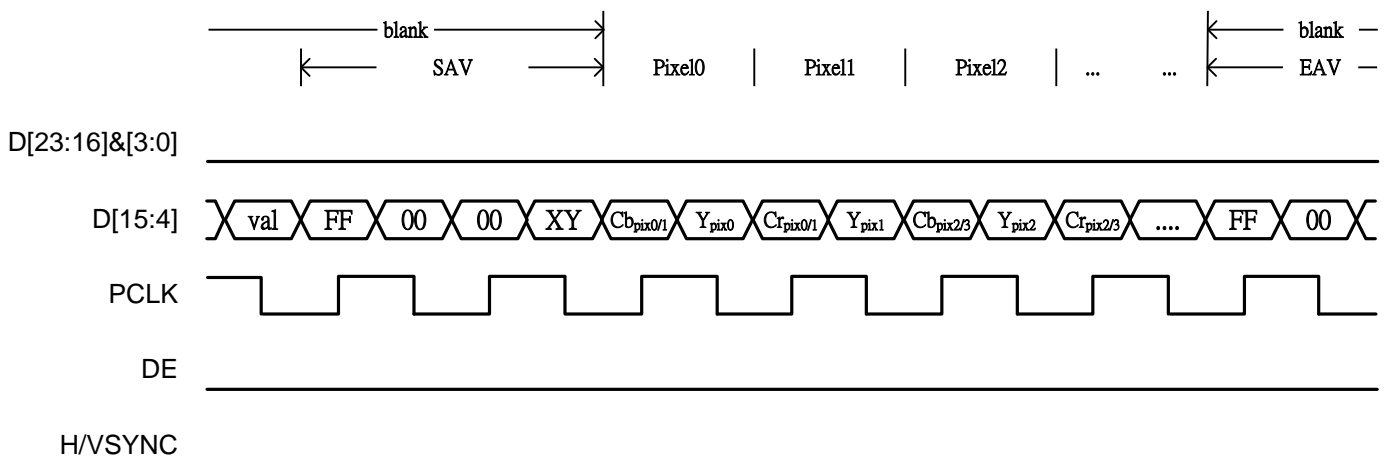 blank blank
SAV Pixel0 Pixel1 Pixel2 ... ... EAV
D[23:16]&[3:0]
D[15:4] val FF 00 00 XY Cbpix0/1 Ypix0 Crpix0/1 Ypix1 Cbpix2/3 Ypix2 Crpix2/3 .... FF 00
PCLK
DE
H/VSYNC